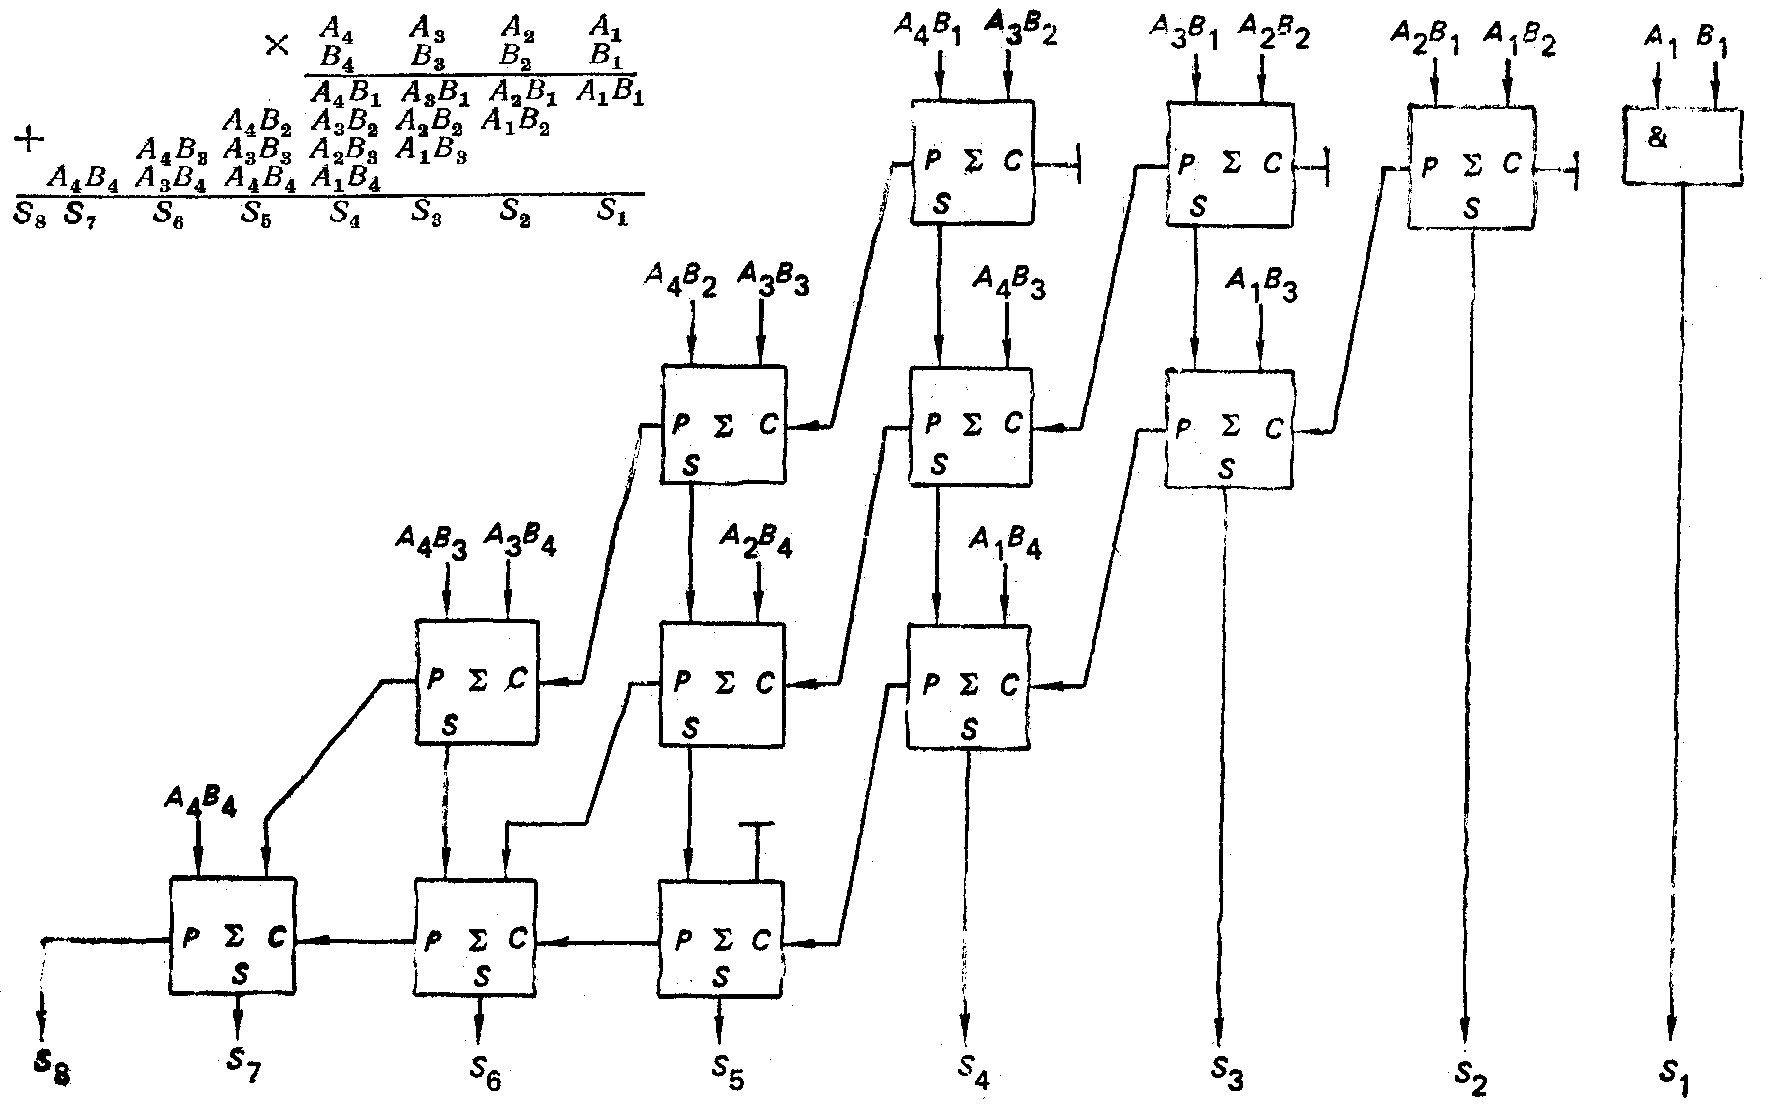 × A₄ A₃ A₂ A₁
B₄ B₃ B₂ B₁
A₄B₁ A₃B₁ A₂B₁ A₁B₁
+ A₄B₂ A₃B₂ A₂B₂ A₁B₂
A₄B₃ A₃B₃ A₂B₃ A₁B₃
A₄B₄ A₃B₄ A₄B₄ A₁B₄
S₈ S₇ S₆ S₅ S₄ S₃ S₂ S₁
A₄B₁ A₃B₂ A₃B₁ A₂B₂ A₂B₁ A₁B₂ A₁ B₁
P Σ C P Σ C P Σ C &
S S S
A₄B₂ A₃B₃ A₄B₃ A₁B₃
P Σ C P Σ C P Σ C
S S S
A₄B₃ A₃B₄ A₂B₄ A₁B₄
P Σ C P Σ C P Σ C
S S S
A₄B₄
P Σ C P Σ C P Σ C
S S S
S₈ S₇ S₆ S₅ S₄ S₃ S₂ S₁